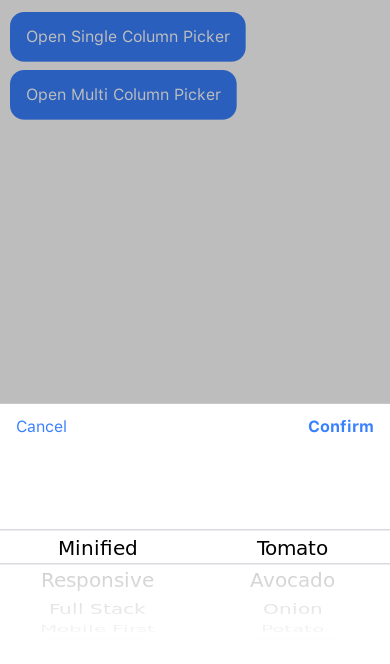 Open Single Column Picker
Open Multi Column Picker
Cancel Confirm
Minified Tomato
Responsive Avocado
Full Stack Onion
Mobile First Potato